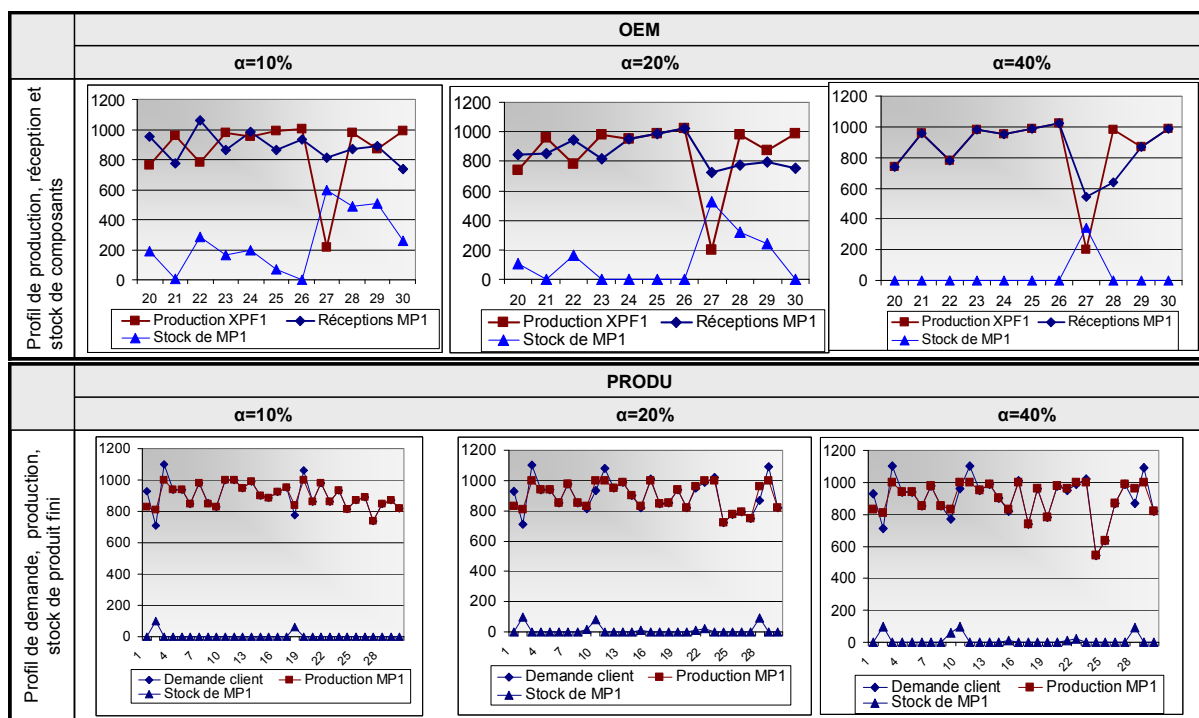 OEM
α=10%
α=20%
α=40%
Profil de production, réception et
stock de composants
1200
1000
800
600
400
200
0
20 21 22 23 24 25 26 27 28 29 30
Production XPF1 Réceptions MP1
Stock de MP1
1200
1000
800
600
400
200
0
20 21 22 23 24 25 26 27 28 29 30
Production XPF1 Réceptions MP1
Stock de MP1
1200
1000
800
600
400
200
0
20 21 22 23 24 25 26 27 28 29 30
Production XPF1 Réceptions MP1
Stock de MP1
PRODU
α=10%
α=20%
α=40%
Profil de demande, production,
stock de produit fini
1200
1000
800
600
400
200
0
1 4 7 10 13 16 19 22 25 28
Demande client Production MP1
Stock de MP1
1200
1000
800
600
400
200
0
1 4 7 10 13 16 19 22 25 28
Demande client Production MP1
Stock de MP1
1200
1000
800
600
400
200
0
1 4 7 10 13 16 19 22 25 28
Demande client Production MP1
Stock de MP1